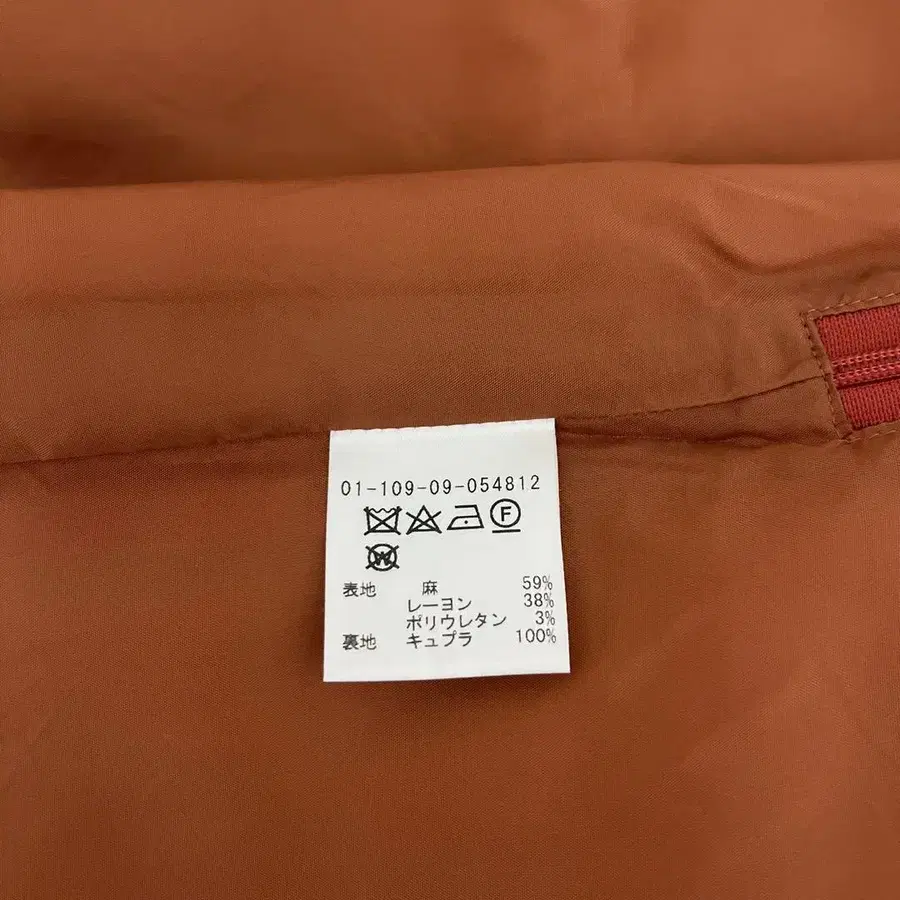 01-109-09-054812
F
W
表地 麻 59%
レーヨン 38%
ポリウレタン 3%
裏地 キュプラ 100%